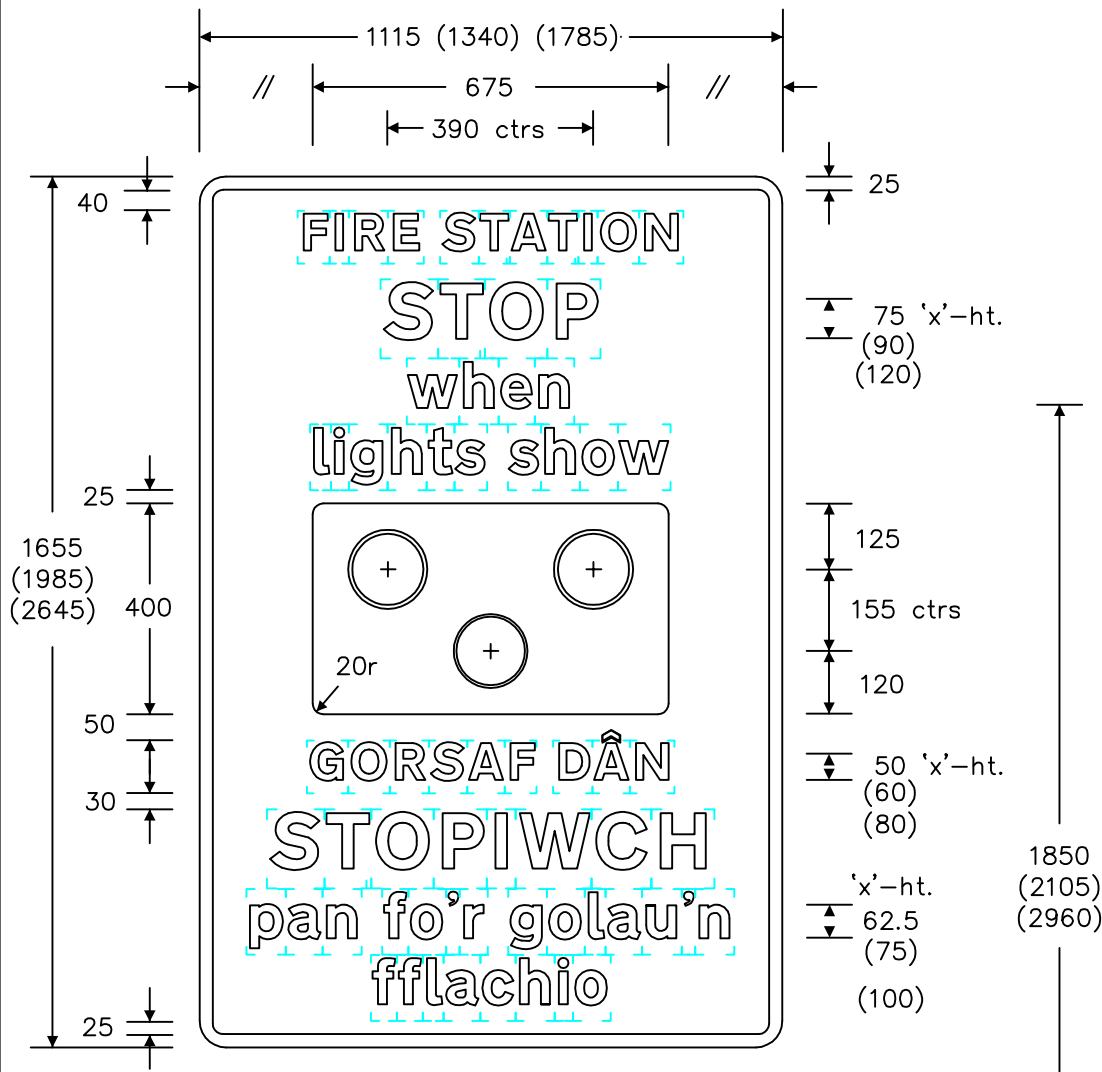 1115 (1340) (1785)
// 675 //
390 ctrs
40
25
FIRE STATION
STOP
75 'x'-ht.
(90)
(120)
when
lights show
25
1655
(1985)
(2645)
400
125
155 ctrs
20r
120
50
GORSAF DÂN
50 'x'-ht.
(60)
(80)
30
STOPIWCH
1850
(2105)
(2960)
'x'-ht.
62.5
(75)
(100)
pan fo'r golau'n
fflachio
25